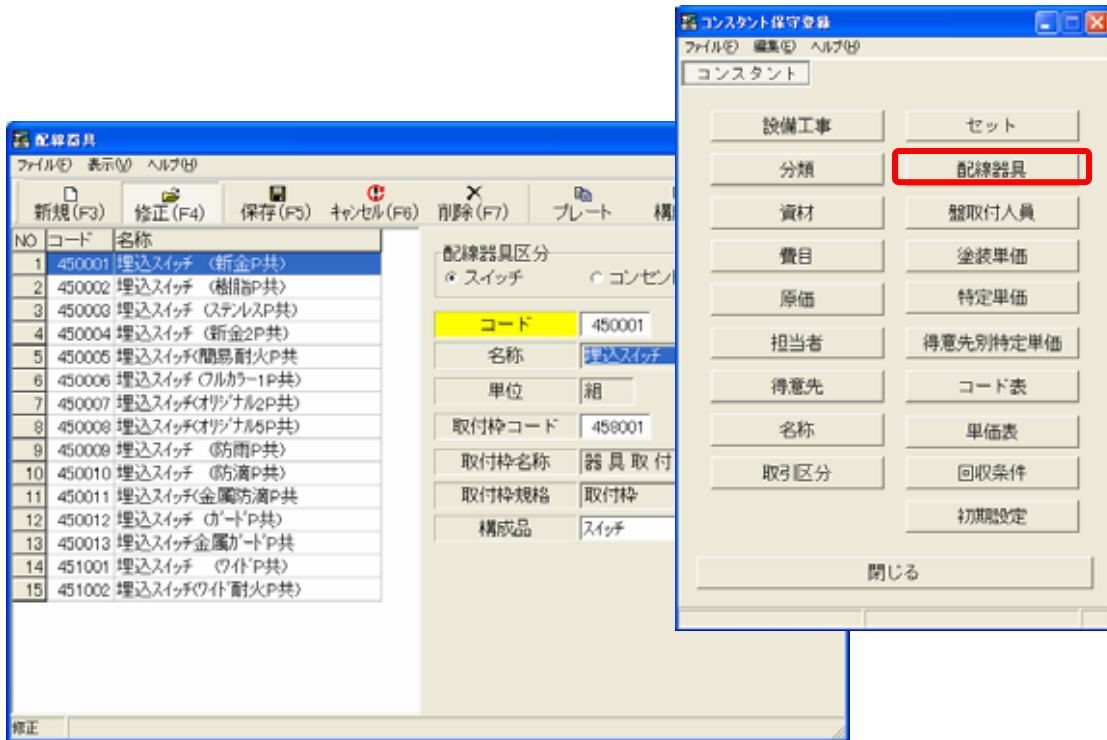 コンスタント保守登録
ファイル(F) 編集(E) ヘルプ(H)
コンスタント
設備工事 セット
分類 配線器具
資材 盤取付人員
費目 塗装単価
原価 特定単価
担当者 得意先別特定単価
得意先 コード表
名称 単価表
取引区分 回収条件
初期設定
閉じる
配線器具
ファイル(F) 表示(V) ヘルプ(H)
新規(F3) 修正(F4) 保存(F5) キャンセル(F6) 削除(F7) プレート 構
NO コード 名称
1 450001 埋込スイッチ (新金P共)
2 450002 埋込スイッチ (樹脂P共)
3 450003 埋込スイッチ (ステンレスP共)
4 450004 埋込スイッチ (新金2P共)
5 450005 埋込スイッチ(簡易耐火P共
6 450006 埋込スイッチ(フルカラー1P共)
7 450007 埋込スイッチ(オリジナル2P共)
8 450008 埋込スイッチ(オリジナル5P共)
9 450009 埋込スイッチ (防雨P共)
10 450010 埋込スイッチ (防滴P共)
11 450011 埋込スイッチ(金属防滴P共
12 450012 埋込スイッチ (ガードP共)
13 450013 埋込スイッチ金属ガードP共
14 451001 埋込スイッチ (ワイドP共)
15 451002 埋込スイッチ(ワイド耐火P共)
配線器具区分
スイッチ コンセント
コード 450001
名称 埋込スイッチ
単位 組
取付枠コード 458001
取付枠名称 器具取付
取付枠規格 取付枠
構成品 スイッチ
修正